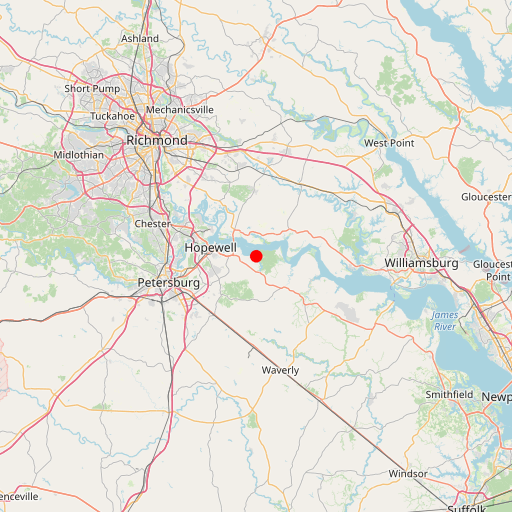 Ashland
Short Pump
Mechanicsville
Tuckahoe
Richmond
West Point
Midlothian
Gloucester
Chester
Hopewell
Williamsburg
Gloucester
Point
Petersburg
James
River
Waverly
Smithfield
Newp
Windsor
enceville
Suffolk